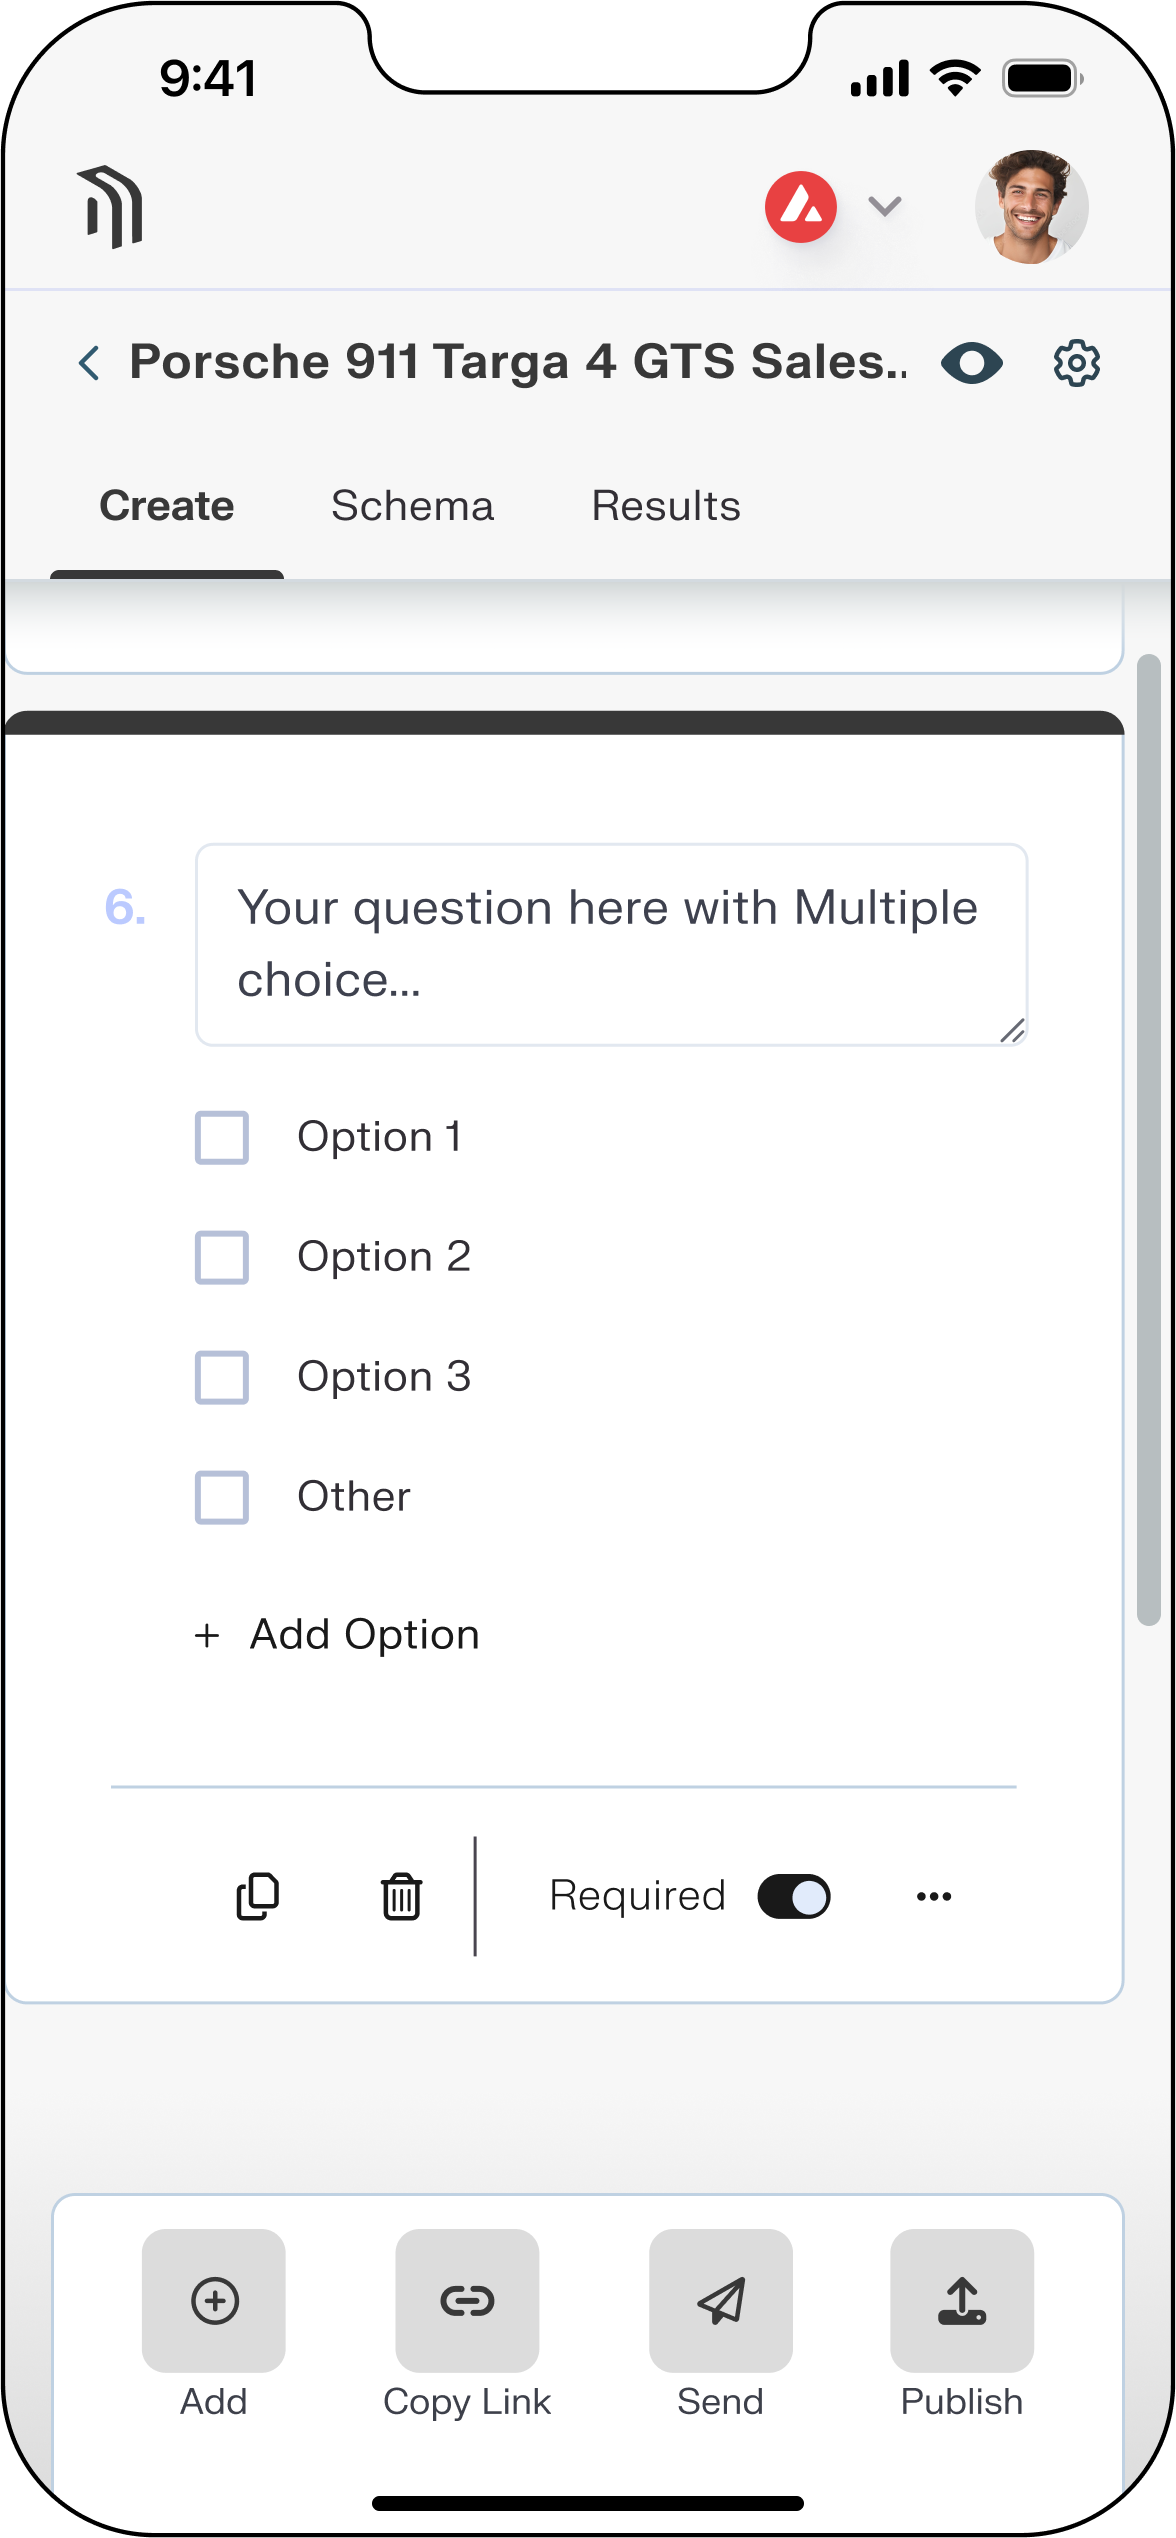 9:41
Porsche 911 Targa 4 GTS Sales..
Create Schema Results
6. Your question here with Multiple
choice...
Option 1
Option 2
Option 3
Other
+ Add Option
Required
Add Copy Link Send Publish